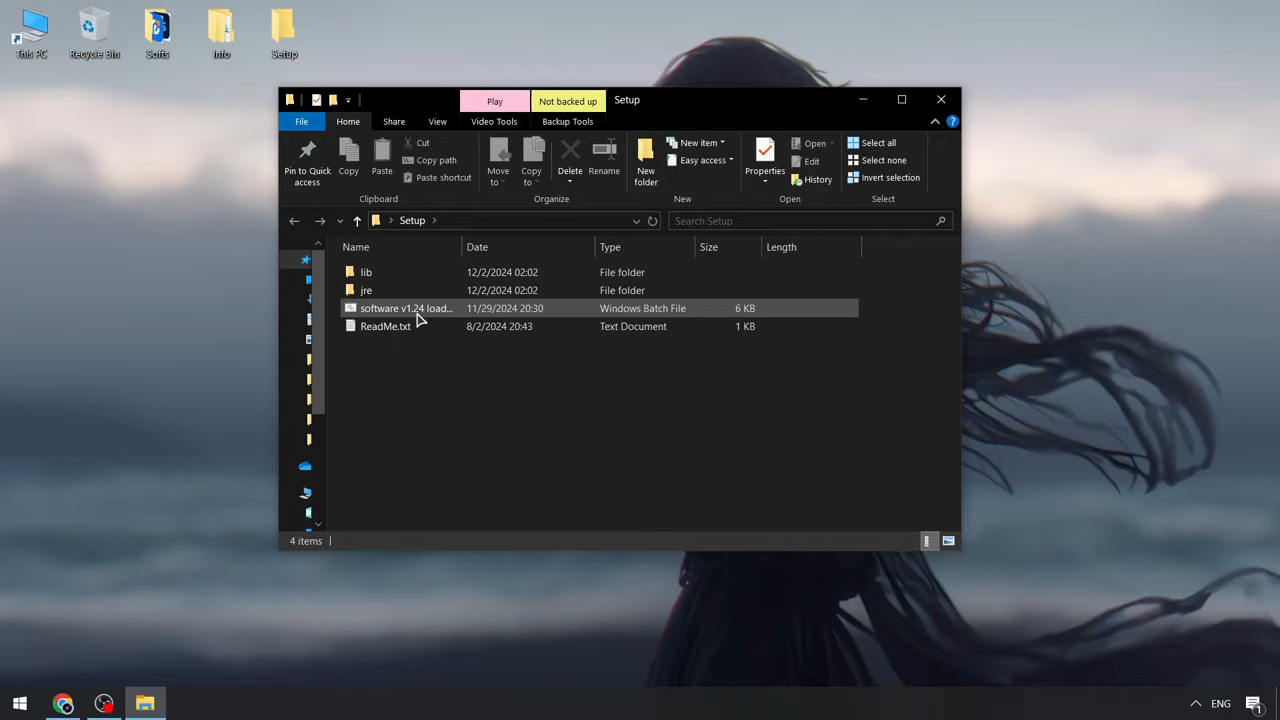 This PC
Recycle Bin
Softs
Info
Setup
Play
Not backed up
Setup
File
Home
Share
View
Video Tools
Backup Tools
Pin to Quick access
Copy
Paste
Cut
Copy path
Paste shortcut
Move to
Copy to
Delete
Rename
New folder
New item
Easy access
Properties
Open
Edit
History
Select all
Select none
Invert selection
Clipboard
Organize
New
Open
Select
Setup
Search Setup
Name
Date
Type
Size
Length
lib 12/2/2024 02:02 File folder
jre 12/2/2024 02:02 File folder
software v1.24 load... 11/29/2024 20:30 Windows Batch File 6 KB
ReadMe.txt 8/2/2024 20:43 Text Document 1 KB
4 items
ENG
1